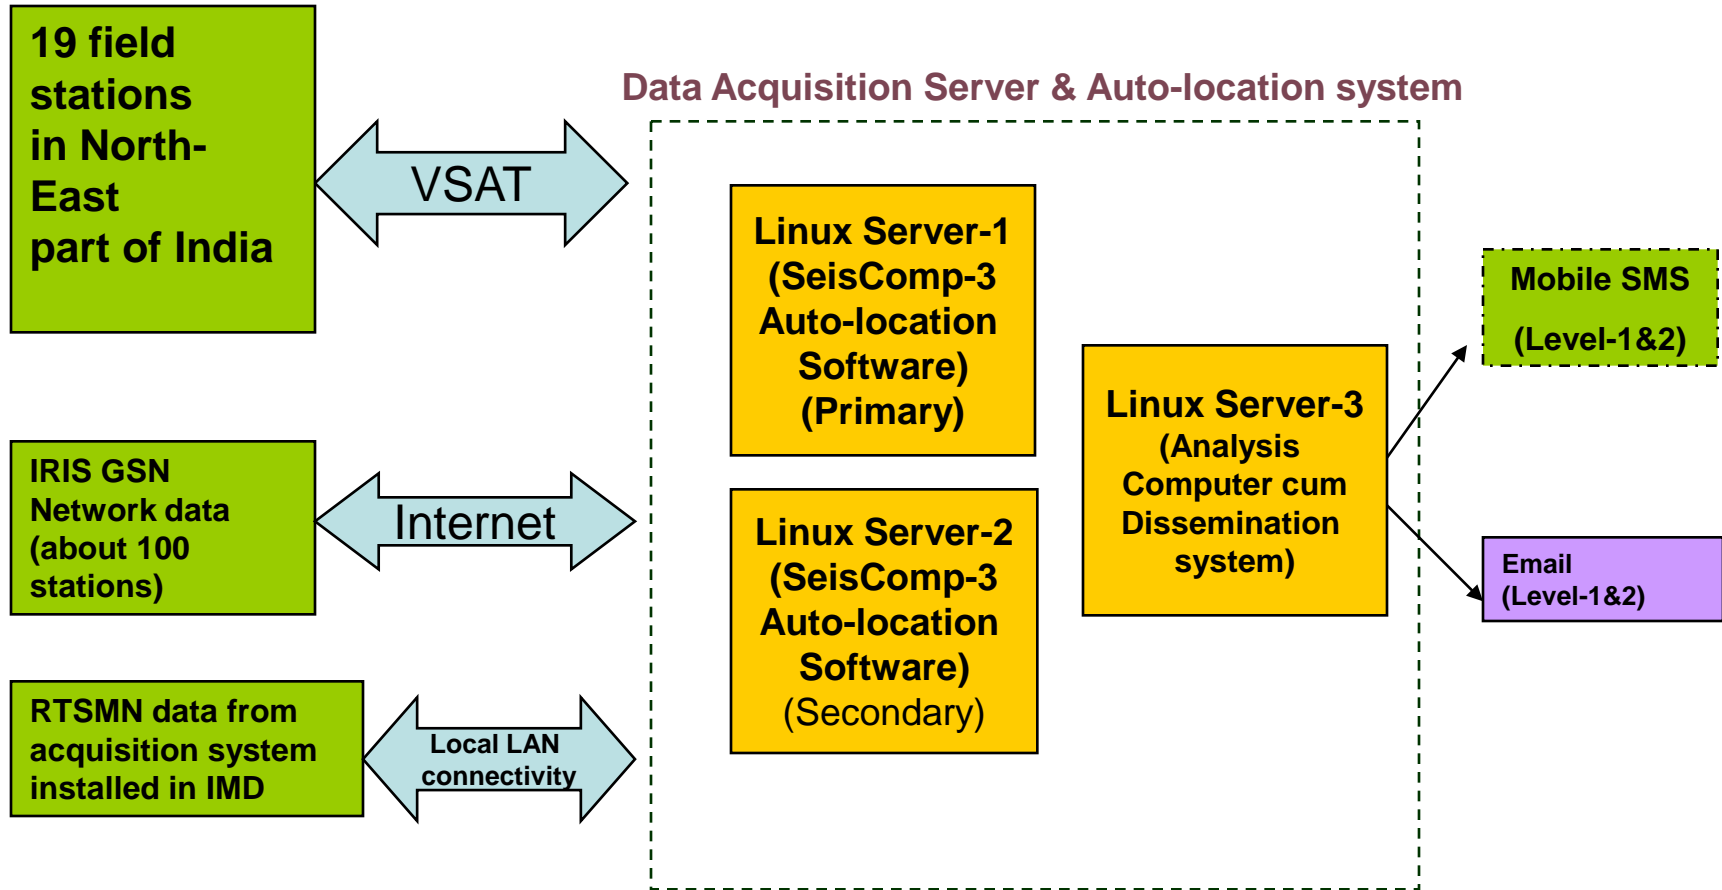 19 field
stations
in North-
East
part of India
VSAT
Data Acquisition Server & Auto-location system
Linux Server-1
(SeisComp-3
Auto-location
Software)
(Primary)
Mobile SMS
(Level-1&2)
Linux Server-3
(Analysis
Computer cum
Dissemination
system)
IRIS GSN
Network data
(about 100
stations)
Internet
Linux Server-2
(SeisComp-3
Auto-location
Software)
(Secondary)
Email
(Level-1&2)
RTSMN data from
acquisition system
installed in IMD
Local LAN
connectivity